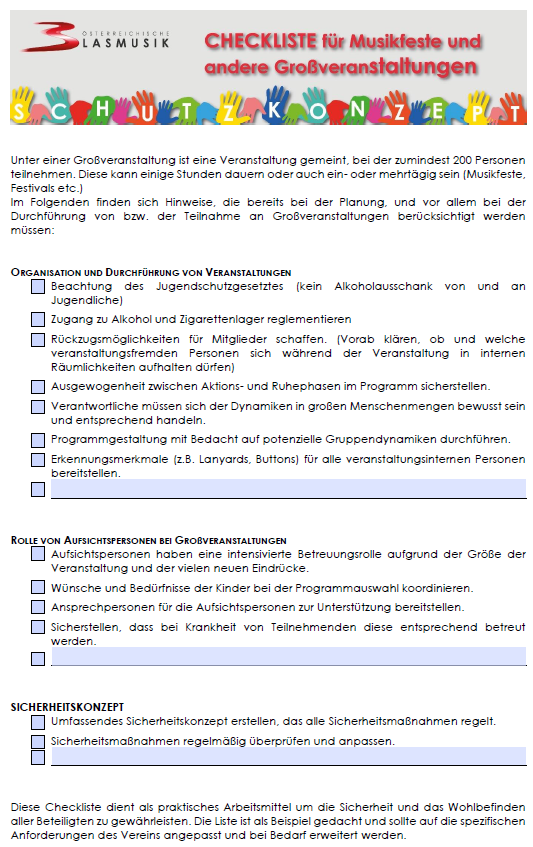 ÖSTERREICHISCHE
BLASMUSIK
CHECKLISTE für Musikfeste und
andere Großveranstaltungen
SCHUTZKONZEPT
Unter einer Großveranstaltung ist eine Veranstaltung gemeint, bei der zumindest 200 Personen
teilnehmen. Diese kann einige Stunden dauern oder auch ein- oder mehrtägig sein (Musikfeste,
Festivals etc.)
Im Folgenden finden sich Hinweise, die bereits bei der Planung, und vor allem bei der
Durchführung von bzw. der Teilnahme an Großveranstaltungen berücksichtigt werden
müssen:
ORGANISATION UND DURCHFÜHRUNG VON VERANSTALTUNGEN
Beachtung des Jugendschutzgesetztes (kein Alkoholausschank von und an
Jugendliche)
Zugang zu Alkohol und Zigarettenlager reglementieren
Rückzugsmöglichkeiten für Mitglieder schaffen. (Vorab klären, ob und welche
veranstaltungsfremden Personen sich während der Veranstaltung in internen
Räumlichkeiten aufhalten dürfen)
Ausgewogenheit zwischen Aktions- und Ruhephasen im Programm sicherstellen.
Verantwortliche müssen sich der Dynamiken in großen Menschenmengen bewusst sein
und entsprechend handeln.
Programmgestaltung mit Bedacht auf potenzielle Gruppendynamiken durchführen.
Erkennungsmerkmale (z.B. Lanyards, Buttons) für alle veranstaltungsinternen Personen
bereitstellen.
ROLLE VON AUFSICHTSPERSONEN BEI GROßVERANSTALTUNGEN
Aufsichtspersonen haben eine intensivierte Betreuungsrolle aufgrund der Größe der
Veranstaltung und der vielen neuen Eindrücke.
Wünsche und Bedürfnisse der Kinder bei der Programmauswahl koordinieren.
Ansprechpersonen für die Aufsichtspersonen zur Unterstützung bereitstellen.
Sicherstellen, dass bei Krankheit von Teilnehmenden diese entsprechend betreut
werden.
SICHERHEITSKONZEPT
Umfassendes Sicherheitskonzept erstellen, das alle Sicherheitsmaßnahmen regelt.
Sicherheitsmaßnahmen regelmäßig überprüfen und anpassen.
Diese Checkliste dient als praktisches Arbeitsmittel um die Sicherheit und das Wohlbefinden
aller Beteiligten zu gewährleisten. Die Liste ist als Beispiel gedacht und sollte auf die spezifischen
Anforderungen des Vereins angepasst und bei Bedarf erweitert werden.